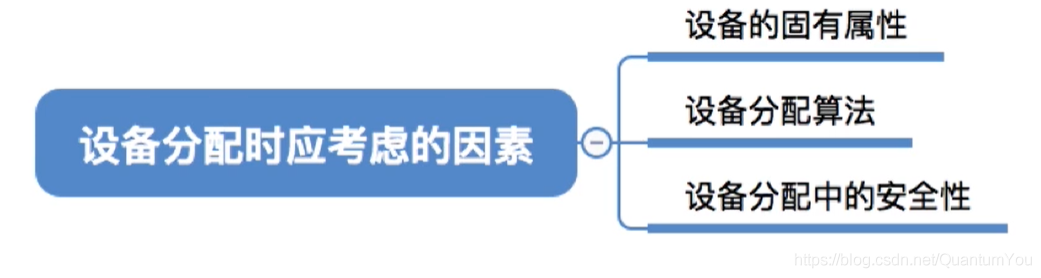 设备的固有属性
设备分配时应考虑的因素
设备分配算法
设备分配中的安全性
https://blog.csdn.net/QuantumYou